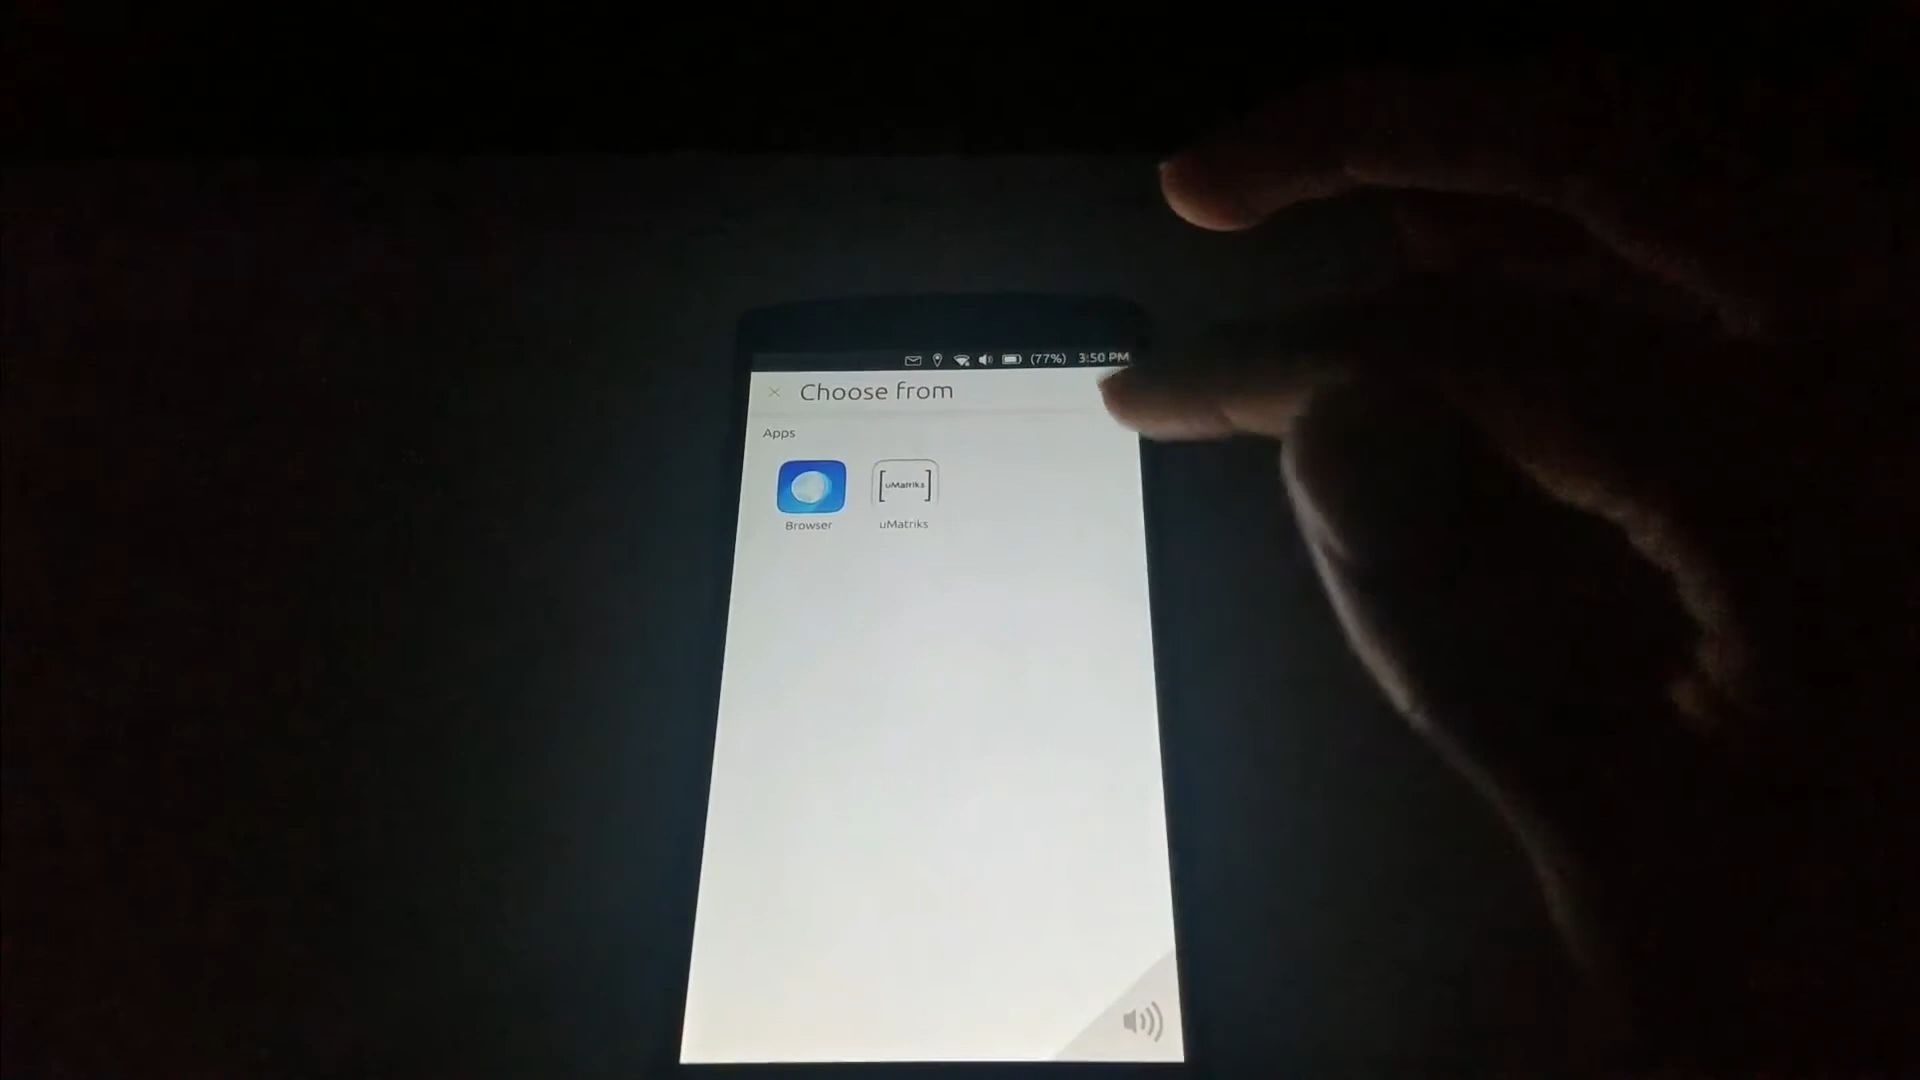 (77%) 3:50 PM
Choose from
Apps
uMatriks
Browser uMatriks